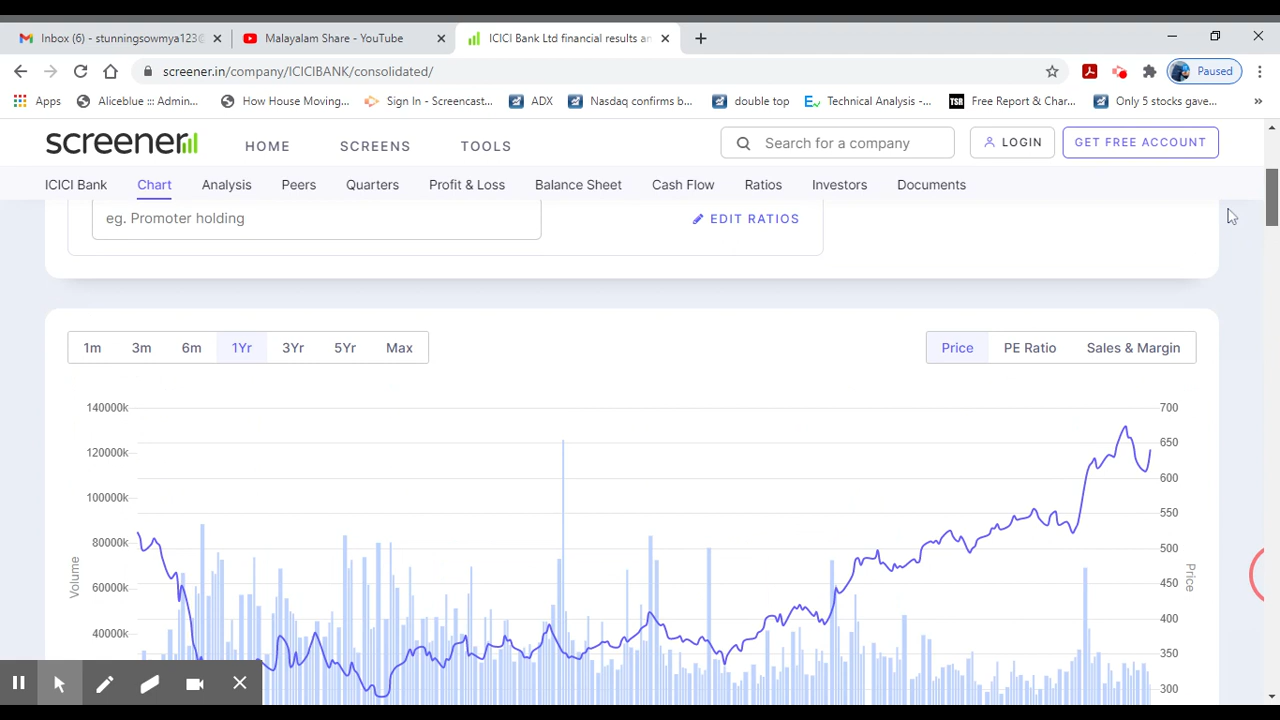 Inbox (6) - stunningsowmya123@
Malayalam Share - YouTube
ICICI Bank Ltd financial results an
screener.in/company/ICICIBANK/consolidated/
Paused
Apps
Aliceblue ::: Admin...
How House Moving...
Sign In - Screencast...
ADX
Nasdaq confirms b...
double top
Technical Analysis -...
TSR
Free Report & Char...
Only 5 stocks gave...
»
screener
HOME
SCREENS
TOOLS
Search for a company
LOGIN
GET FREE ACCOUNT
ICICI Bank
Chart
Analysis
Peers
Quarters
Profit & Loss
Balance Sheet
Cash Flow
Ratios
Investors
Documents
eg. Promoter holding
EDIT RATIOS
1m
3m
6m
1Yr
3Yr
5Yr
Max
Price
PE Ratio
Sales & Margin
140000k
120000k
100000k
80000k
60000k
40000k
Volume
700
650
600
550
500
450
400
350
300
Price